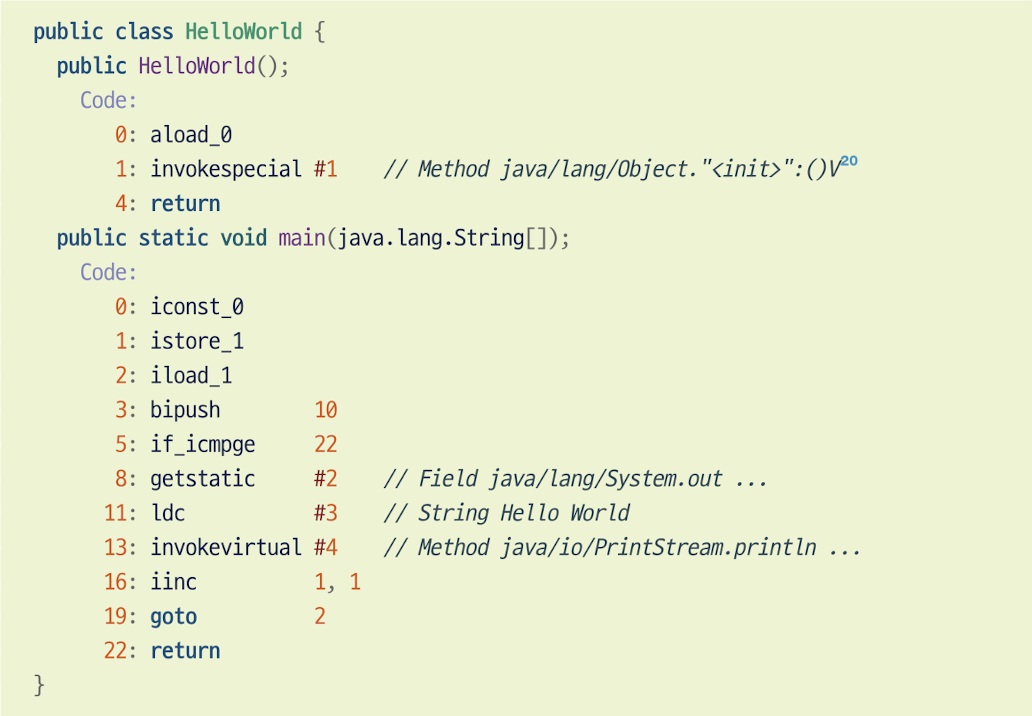 public class HelloWorld {
  public HelloWorld();
    Code:
       0: aload_0
       1: invokespecial #1    // Method java/lang/Object."<init>":()V20
       4: return
  public static void main(java.lang.String[]);
    Code:
       0: iconst_0
       1: istore_1
       2: iload_1
       3: bipush        10
       5: if_icmpge     22
       8: getstatic     #2    // Field java/lang/System.out ...
      11: ldc           #3    // String Hello World
      13: invokevirtual #4    // Method java/io/PrintStream.println ...
      16: iinc          1, 1
      19: goto          2
      22: return
}